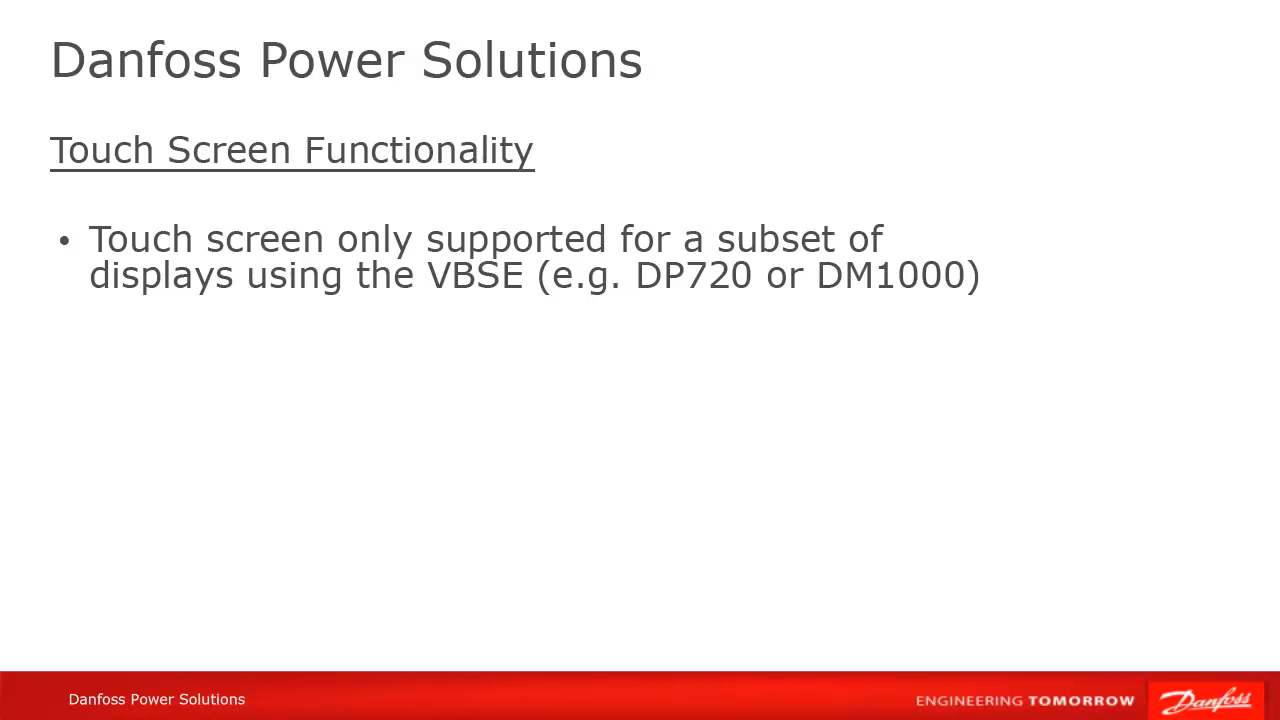 Danfoss Power Solutions
Touch Screen Functionality
• Touch screen only supported for a subset of
displays using the VBSE (e.g. DP720 or DM1000)
Danfoss Power Solutions
ENGINEERING TOMORROW
Danfoss